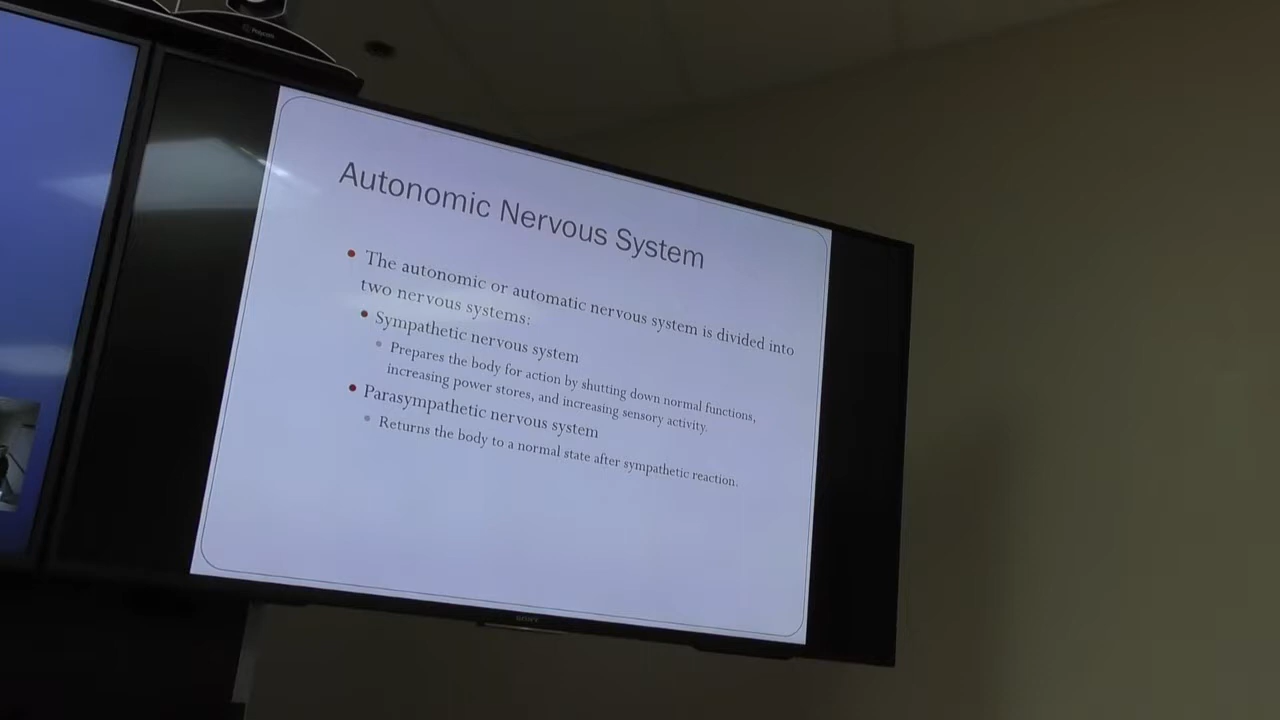 Polycom
Autonomic Nervous System
The autonomic or automatic nervous system is divided into
two nervous systems:
Sympathetic nervous system
Prepares the body for action by shutting down normal functions,
increasing power stores, and increasing sensory activity.
Parasympathetic nervous system
Returns the body to a normal state after sympathetic reaction.
SONY